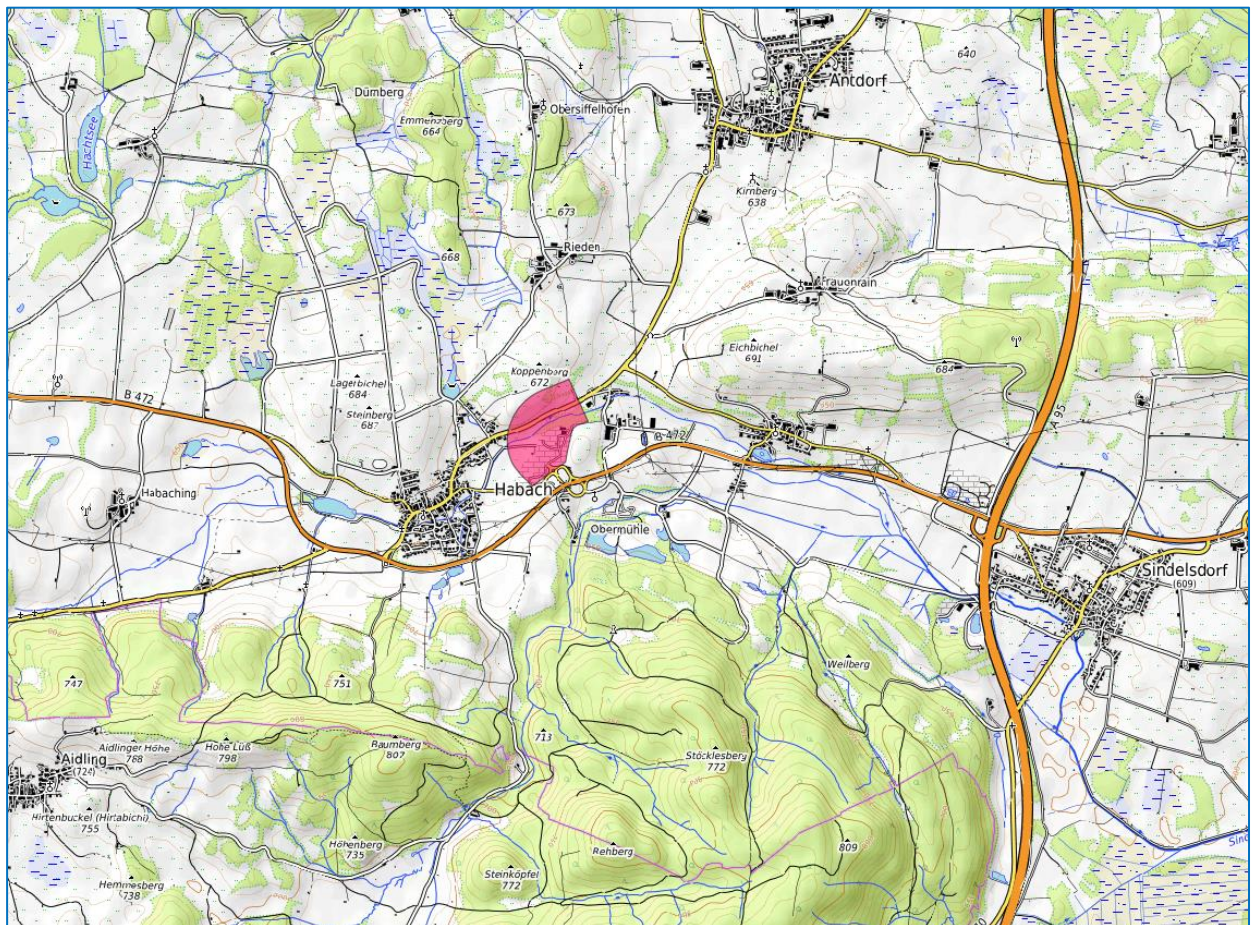 640
Antdorf
Dürnberg
Obersiffelhofen
Emmenzberg
664
Hachtsee
Kirnberg
638
673
Rieden
668
Frauenrain
Eichbichel
691
684
Koppenberg
672
Lagerbichel
684
B 472
Steinberg
687
A 95
472
Habach
Habaching
Obermühle
Sindelsdorf
(609)
Weilberg
747
751
713
Aidlinger Höhe
788
Hohe Lüß
798
Raumberg
807
Aidling
(724)
Stöcklesberg
772
Hirtenbuckel (Hirtabichl)
755
Höhenberg
735
Rehberg
809
Steinköpfel
772
Hemmesberg
738